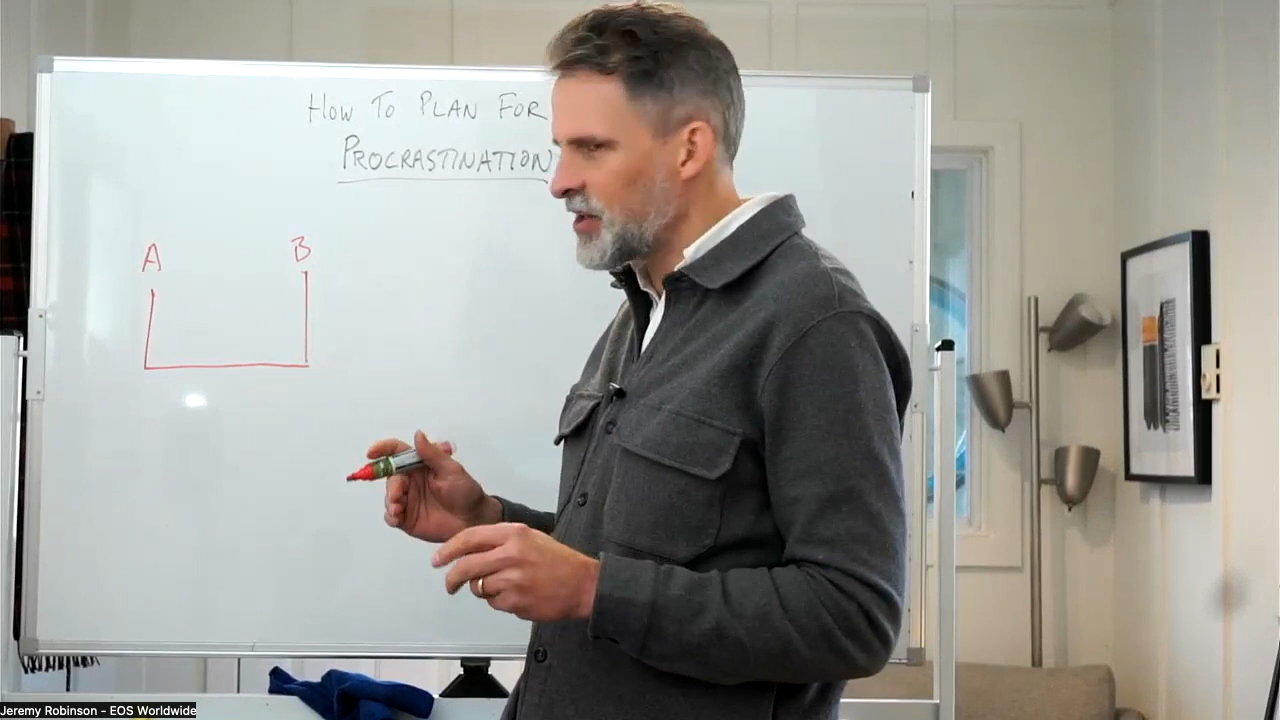 How To Plan For
Procrastination
A
B
Jeremy Robinson - EOS Worldwide